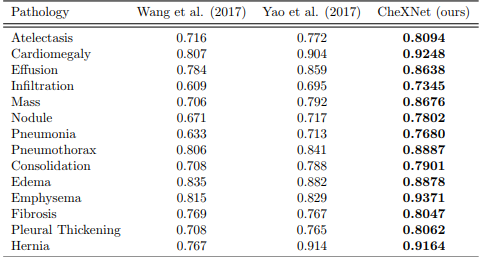 Pathology Wang et al. (2017) Yao et al. (2017) CheXNet (ours)
Atelectasis 0.716 0.772 0.8094
Cardiomegaly 0.807 0.904 0.9248
Effusion 0.784 0.859 0.8638
Infiltration 0.609 0.695 0.7345
Mass 0.706 0.792 0.8676
Nodule 0.671 0.717 0.7802
Pneumonia 0.633 0.713 0.7680
Pneumothorax 0.806 0.841 0.8887
Consolidation 0.708 0.788 0.7901
Edema 0.835 0.882 0.8878
Emphysema 0.815 0.829 0.9371
Fibrosis 0.769 0.767 0.8047
Pleural Thickening 0.708 0.765 0.8062
Hernia 0.767 0.914 0.9164